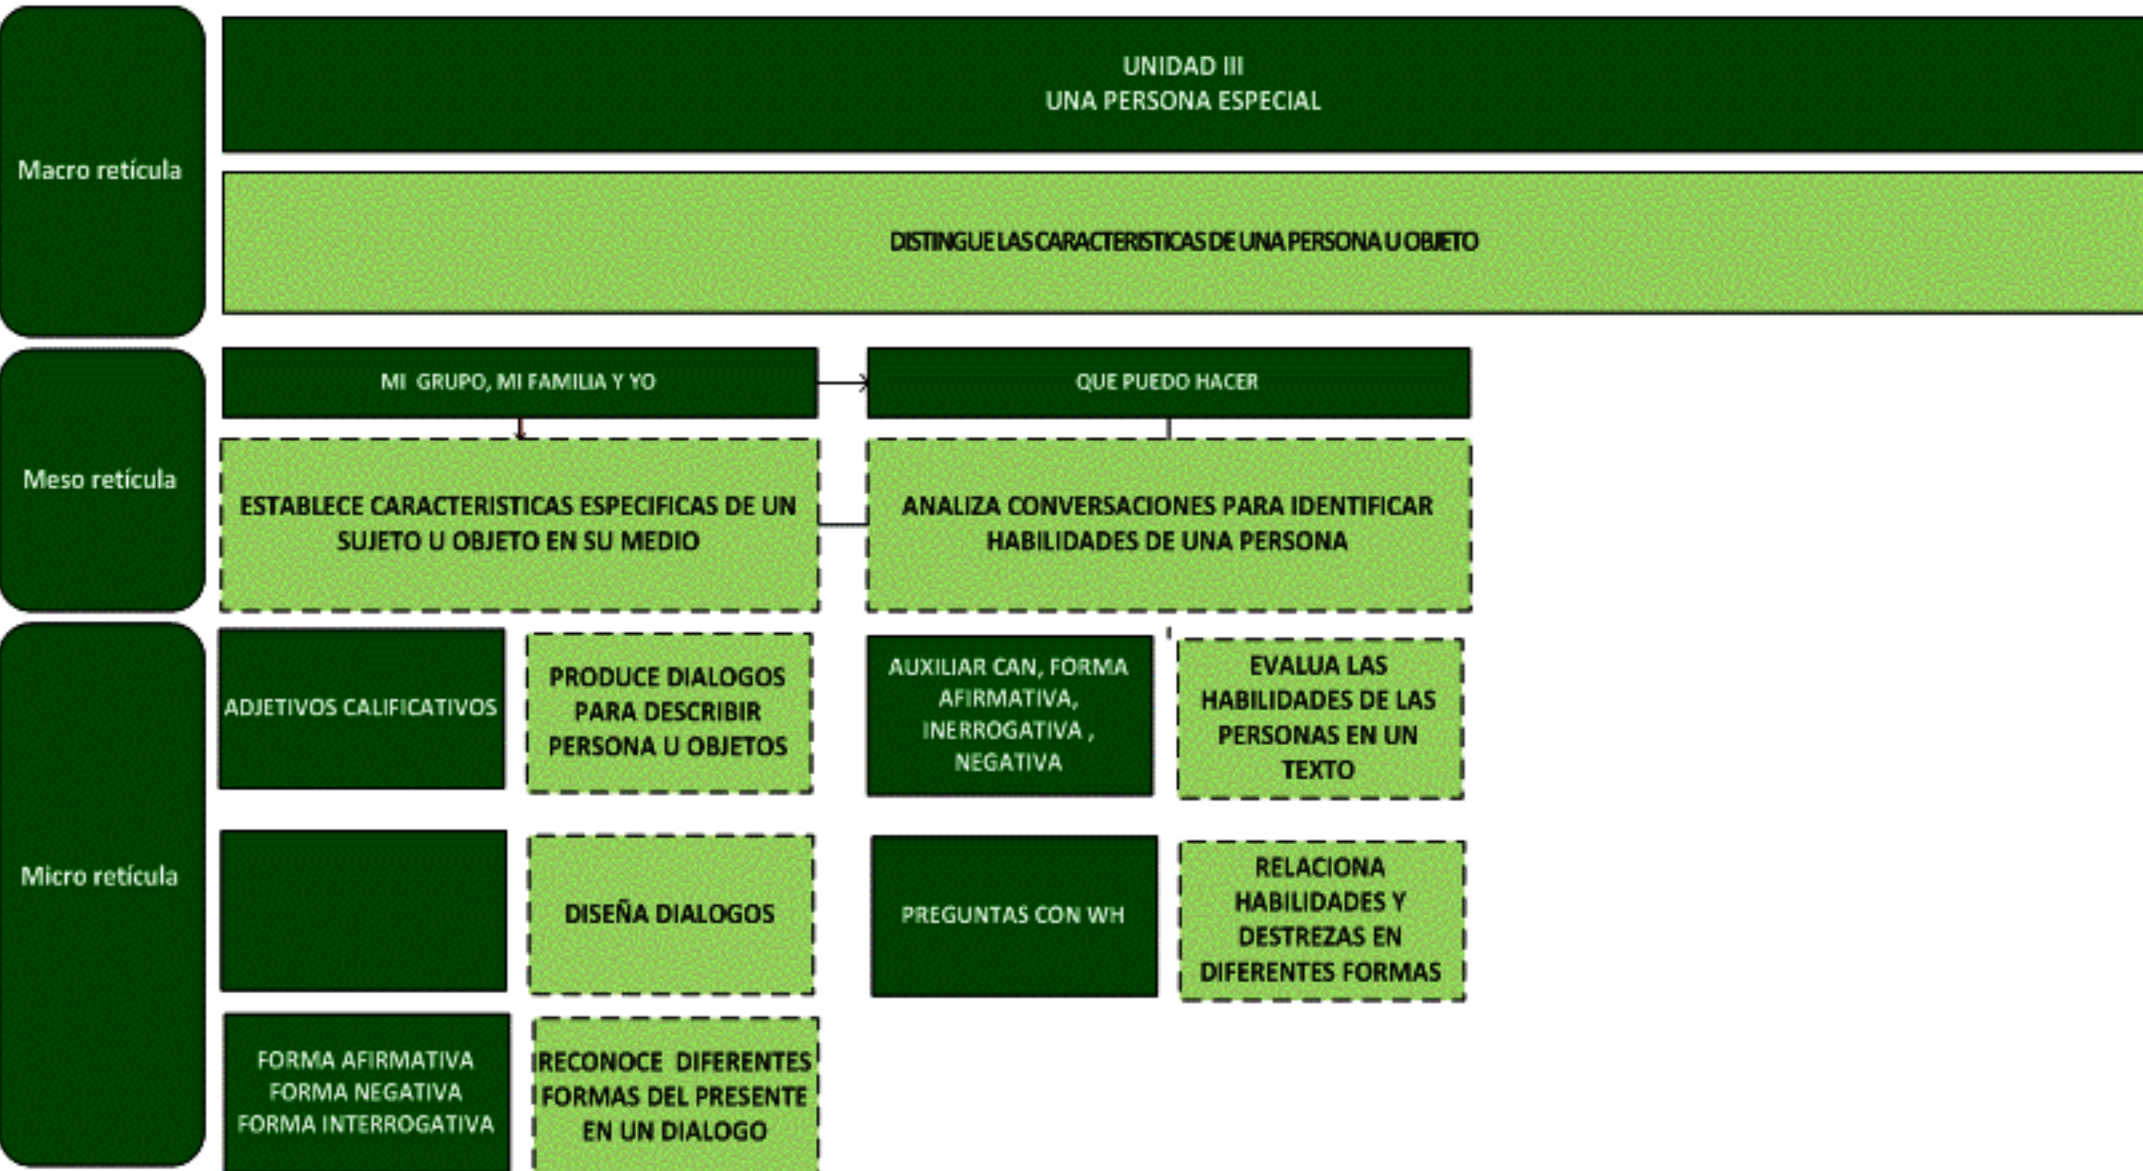 Macro retícula
UNIDAD III
UNA PERSONA ESPECIAL
DISTINGUE LAS CARACTERISTICAS DE UNA PERSONA U OBJETO
Meso retícula
MI GRUPO, MI FAMILIA Y YO
QUE PUEDO HACER
ESTABLECE CARACTERISTICAS ESPECIFICAS DE UN
SUJETO U OBJETO EN SU MEDIO
ANALIZA CONVERSACIONES PARA IDENTIFICAR
HABILIDADES DE UNA PERSONA
Micro retícula
ADJETIVOS CALIFICATIVOS
PRODUCE DIALOGOS
PARA DESCRIBIR
PERSONA U OBJETOS
AUXILIAR CAN, FORMA
AFIRMATIVA,
INERROGATIVA ,
NEGATIVA
EVALUA LAS
HABILIDADES DE LAS
PERSONAS EN UN
TEXTO
DISEÑA DIALOGOS
PREGUNTAS CON WH
RELACIONA
HABILIDADES Y
DESTREZAS EN
DIFERENTES FORMAS
FORMA AFIRMATIVA
FORMA NEGATIVA
FORMA INTERROGATIVA
RECONOCE DIFERENTES
FORMAS DEL PRESENTE
EN UN DIALOGO